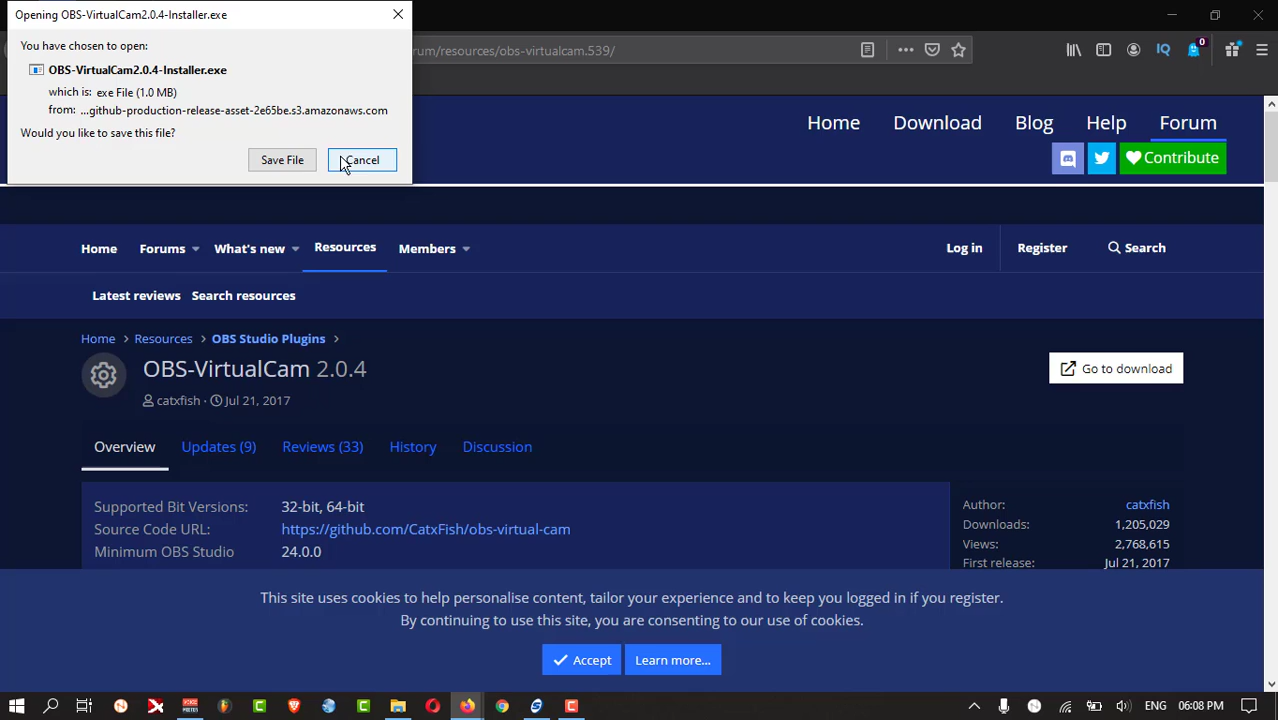 Opening OBS-VirtualCam2.0.4-Installer.exe
You have chosen to open:
OBS-VirtualCam2.0.4-Installer.exe
which is: exe File (1.0 MB)
from: ...github-production-release-asset-2e65be.s3.amazonaws.com
Would you like to save this file?
Save File
Cancel
rum/resources/obs-virtualcam.539/
IQ
0
Home Download Blog Help Forum
Contribute
Home Forums What's new Resources Members Log in Register Search
Latest reviews Search resources
Home Resources OBS Studio Plugins
OBS-VirtualCam 2.0.4
Go to download
catxfish · Jul 21, 2017
Overview Updates (9) Reviews (33) History Discussion
Supported Bit Versions: 32-bit, 64-bit
Source Code URL: https://github.com/CatxFish/obs-virtual-cam
Minimum OBS Studio 24.0.0
Author: catxfish
Downloads: 1,205,029
Views: 2,768,615
First release: Jul 21, 2017
This site uses cookies to help personalise content, tailor your experience and to keep you logged in if you register.
By continuing to use this site, you are consenting to our use of cookies.
Accept Learn more...
ENG 06:08 PM